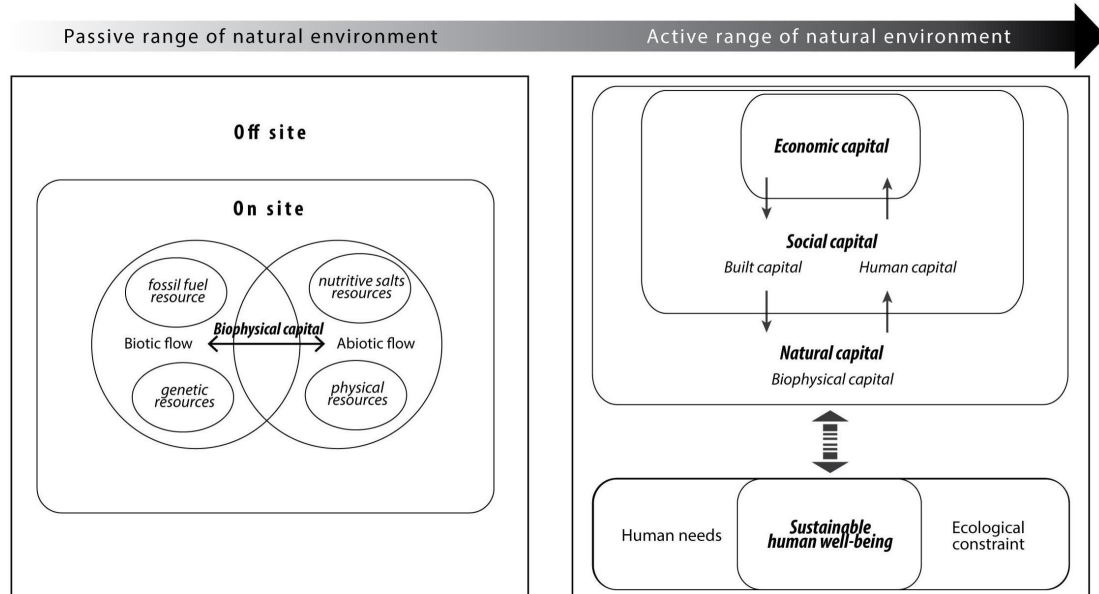 Passive range of natural environment
Active range of natural environment
Off site
On site
fossil fuel
resource
nutritive salts
resources
Biophysical capital
Biotic flow
Abiotic flow
genetic
resources
physical
resources
Economic capital
Social capital
Built capital
Human capital
Natural capital
Biophysical capital
Human needs
Sustainable
human well-being
Ecological
constraint